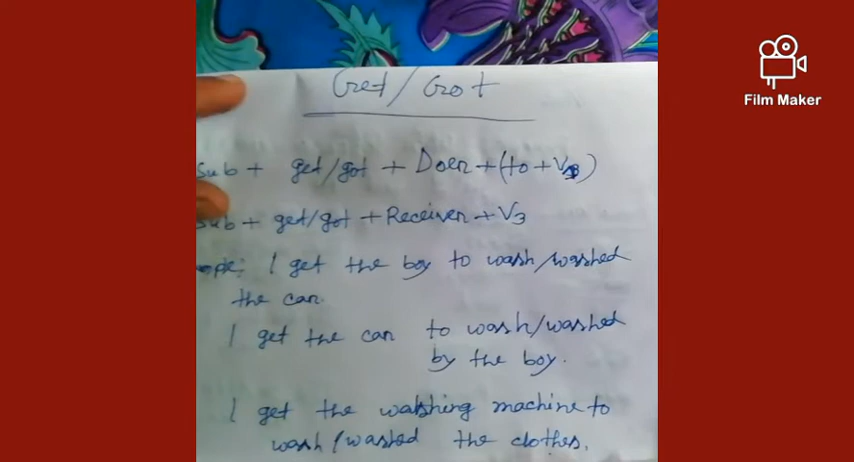 Get/Got
Sub + get/got + Doer + (to + V
Sub + get/got + Receiver + V3
I get the boy to wash/washed
the car.
I get the car to wash/washed
by the boy.
I get the washing machine to
wash/washed the clothes.
Film Maker